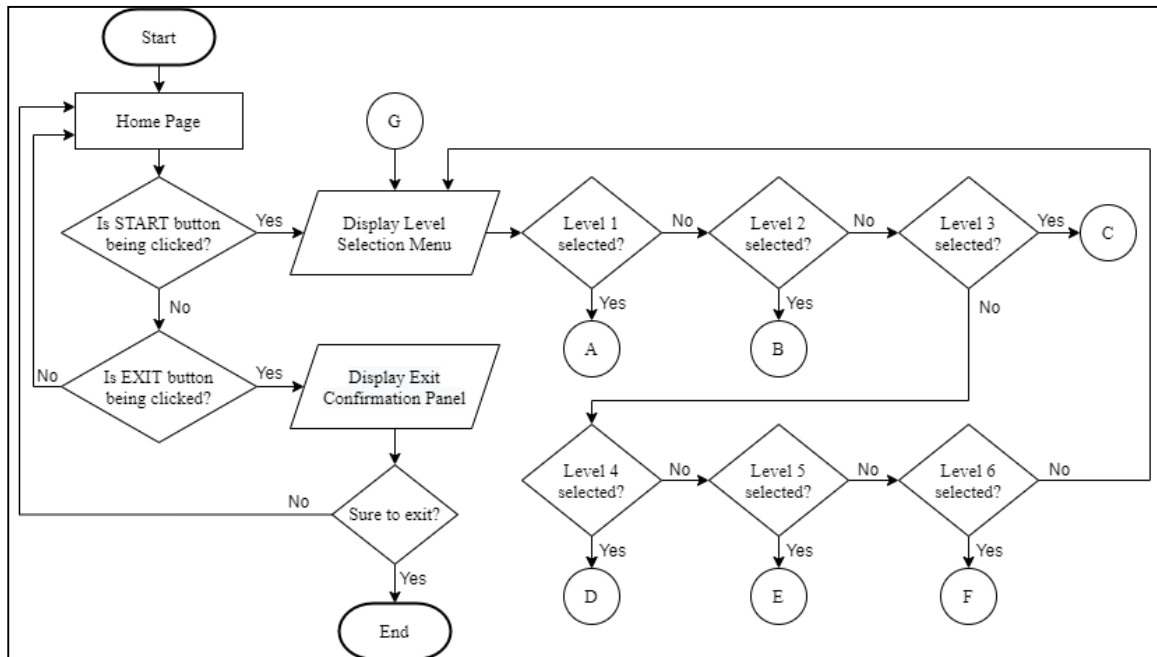 Start
Home Page
G
Is START button
being clicked?
Yes
Display Level
Selection Menu
Level 1
selected?
No
Level 2
selected?
No
Level 3
selected?
Yes
C
No
Yes
A
Yes
B
No
Is EXIT button
being clicked?
No
Yes
Display Exit
Confirmation Panel
Level 4
selected?
No
Level 5
selected?
No
Level 6
selected?
No
Sure to exit?
No
Yes
End
Yes
D
Yes
E
Yes
F